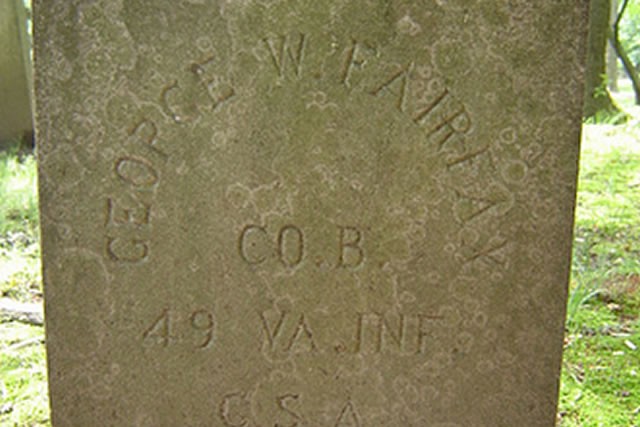 GEORGE W. FAIRFAX
CO. B.
49 VA. INF.
C.S.A.